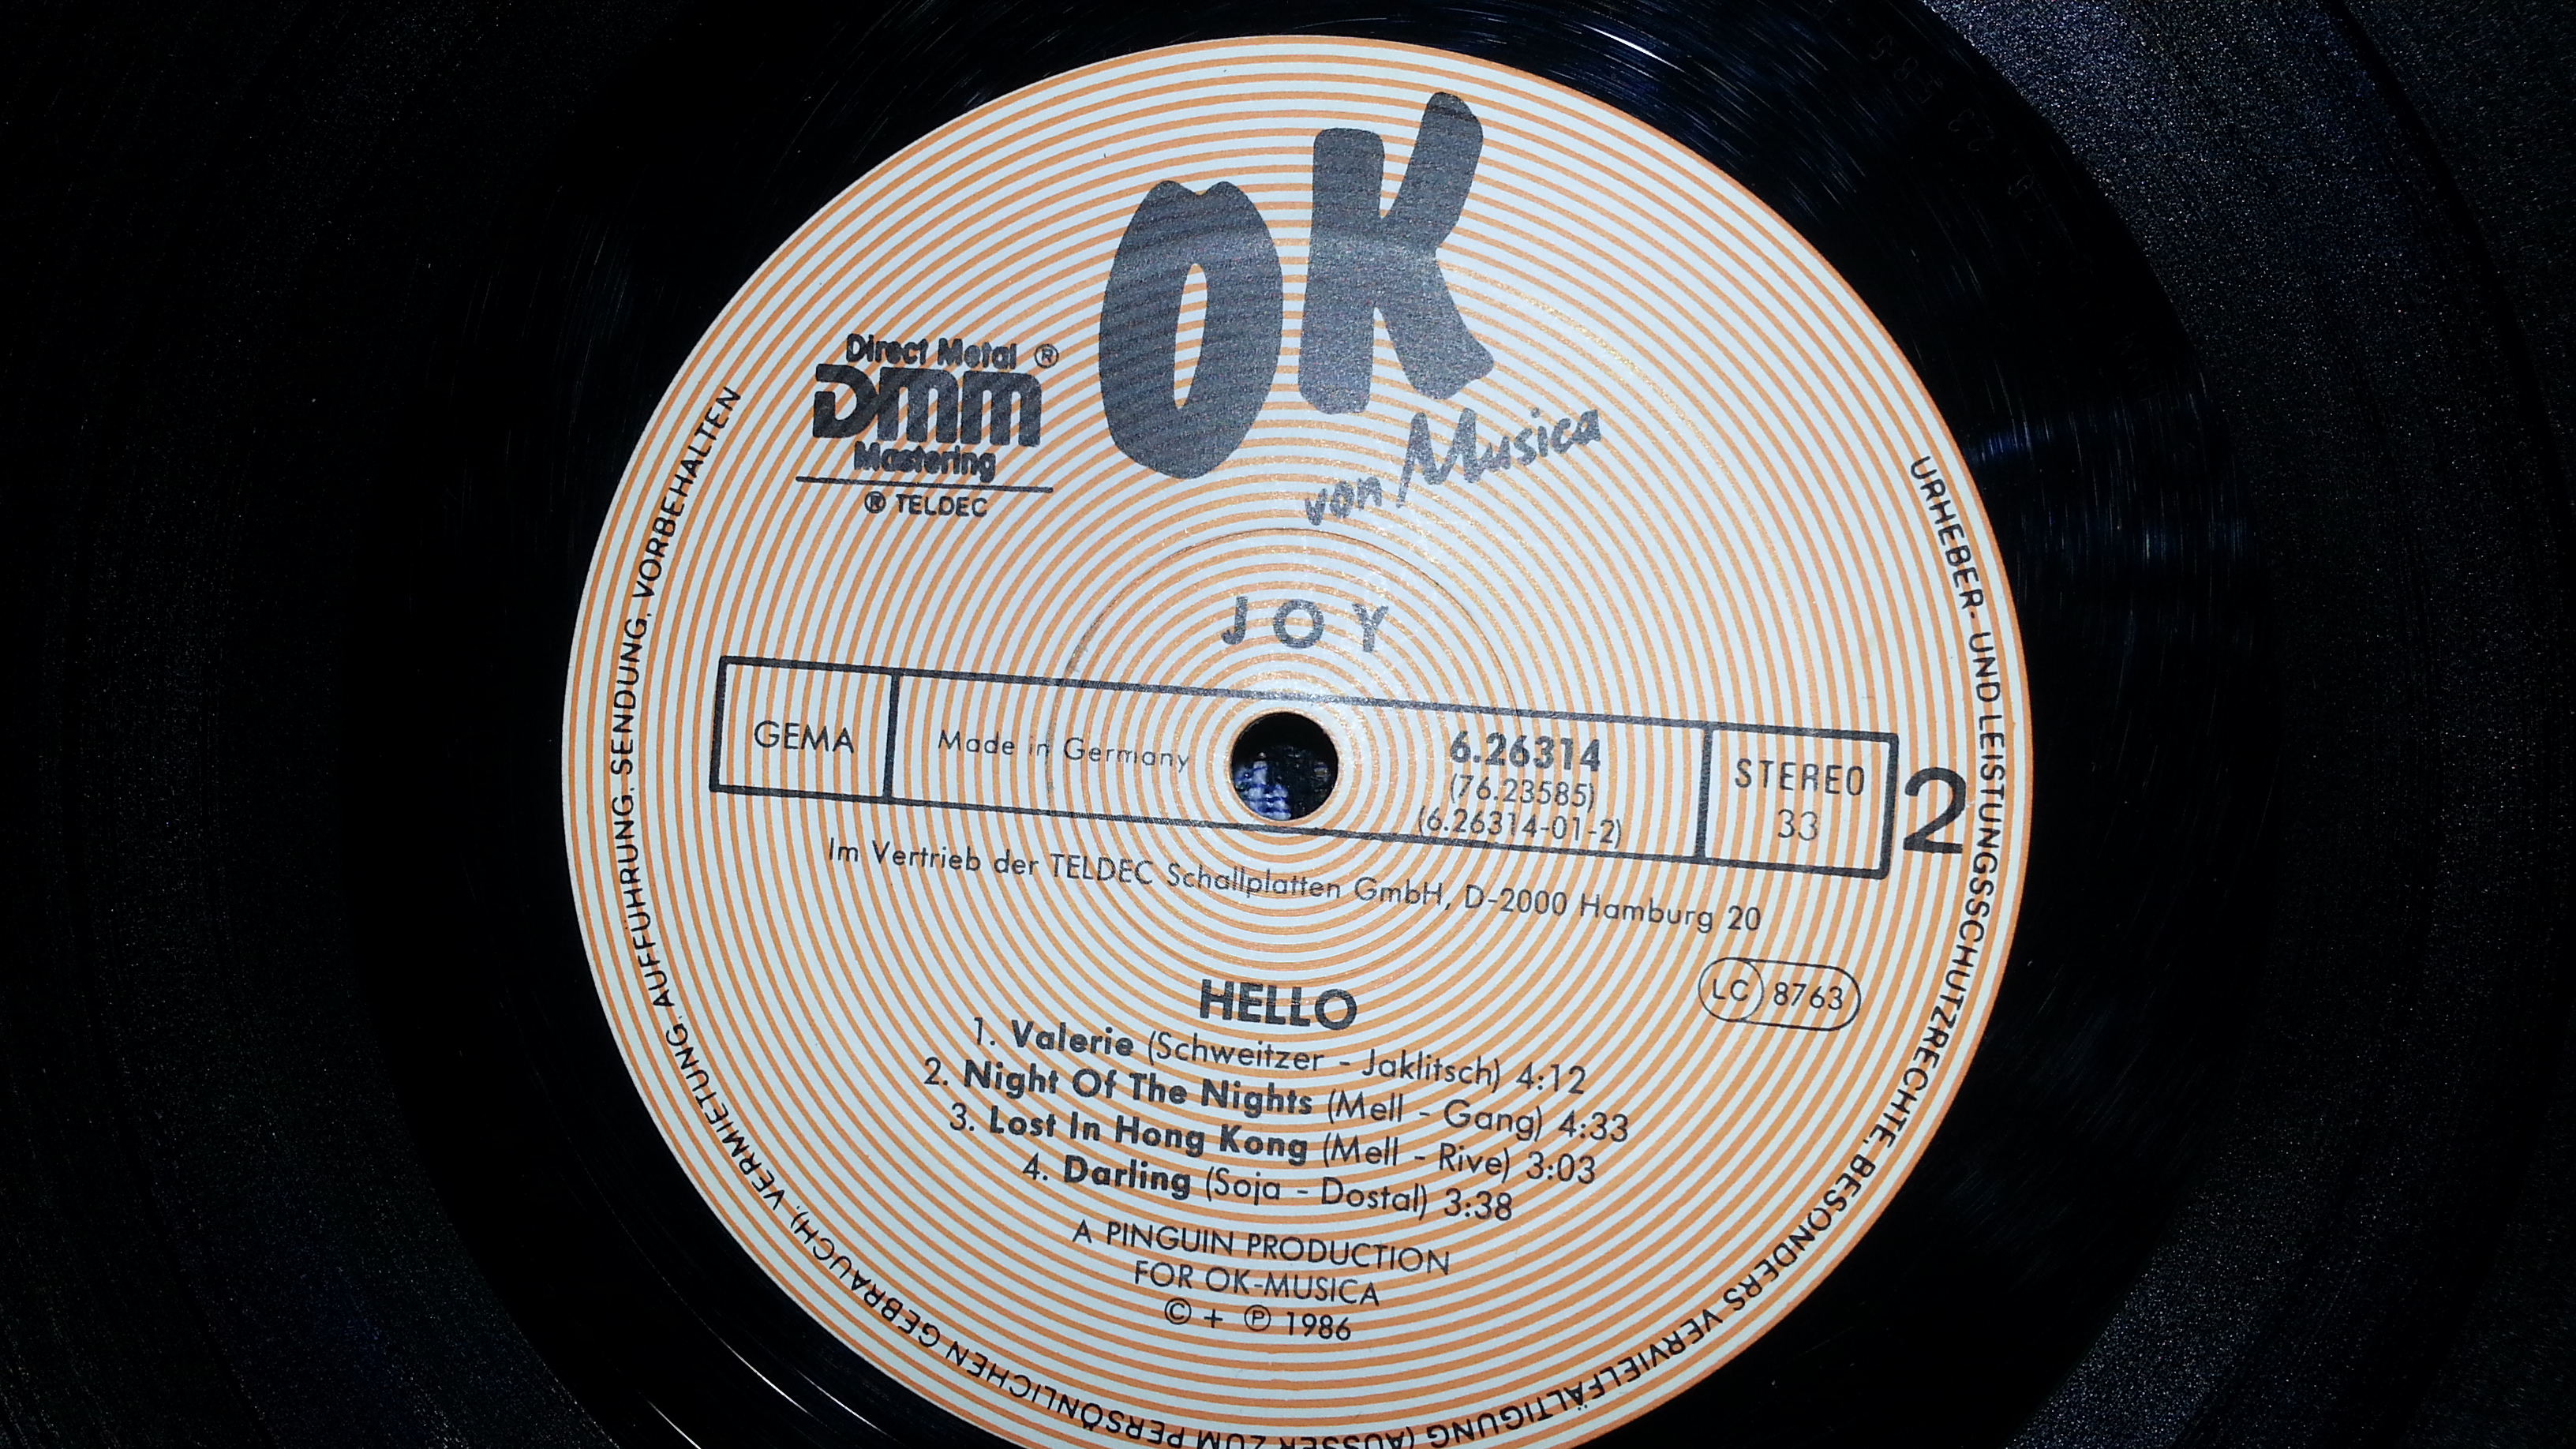 OK
von Musica
Direct Metal ®
DMM
Mastering
® TELDEC
JOY
GEMA
Made in Germany
6.26314
(76.23585)
(6.26314-01-2)
STEREO
33
2
Im Vertrieb der TELDEC Schallplatten GmbH, D-2000 Hamburg 20
LC 8763
HELLO
1. Valerie (Schweitzer - Jaklitsch) 4:12
2. Night Of The Nights (Mell - Gang) 4:33
3. Lost In Hong Kong (Mell - Rive) 3:03
4. Darling (Soja - Dostal) 3:38
A PINGUIN PRODUCTION
FOR OK-MUSICA
© + ℗ 1986
URHEBER- UND LEISTUNGSSCHUTZRECHTE, BESONDERS VERVIELFÄLTIGUNG (AUSSER ZUM PERSÖNLICHEN GEBRAUCH), VERMIETUNG, AUFFÜHRUNG, SENDUNG, VORBEHALTEN